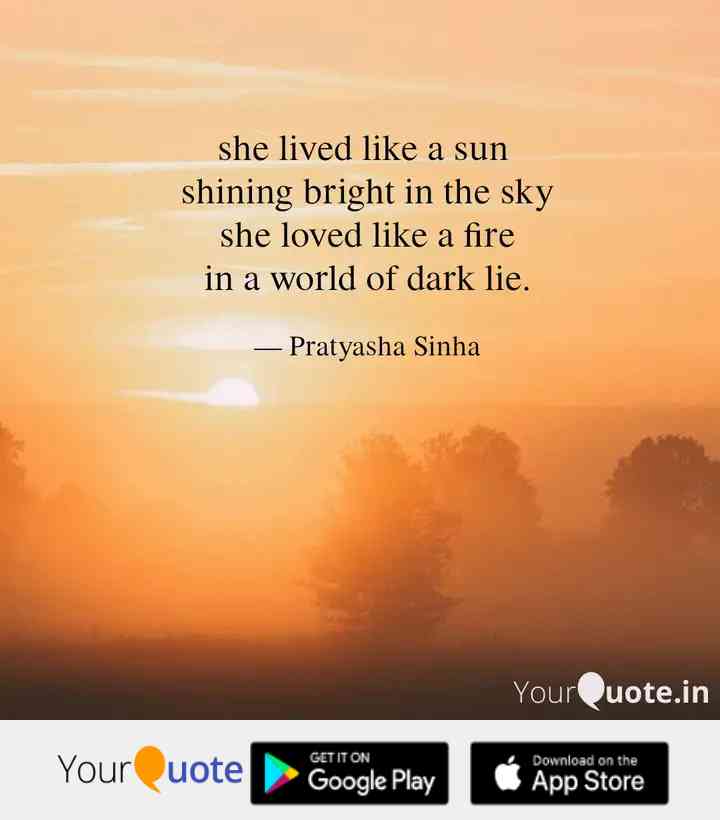 she lived like a sun
shining bright in the sky
she loved like a fire
in a world of dark lie.
— Pratyasha Sinha
YourQuote.in
YourQuote
GET IT ON
Google Play
Download on the
App Store